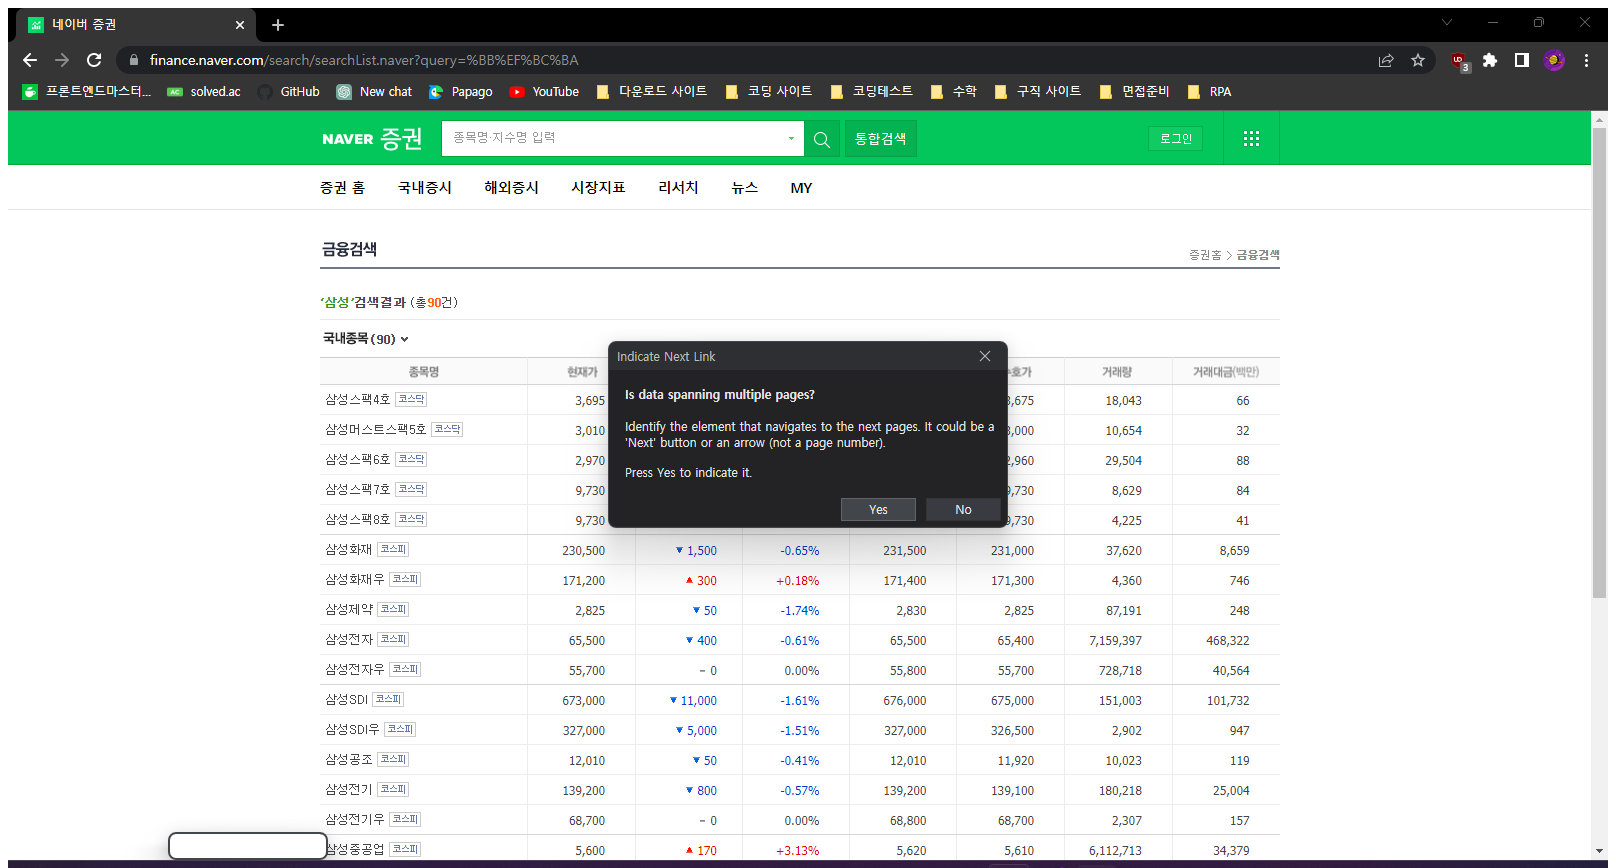 네이버 증권
finance.naver.com/search/searchList.naver?query=%BB%EF%BC%BA
3
프론트엔드마스터... AC solved.ac GitHub New chat Papago YouTube 다운로드 사이트 코딩 사이트 코딩테스트 수학 구직 사이트 면접준비 RPA
NAVER 증권 종목명·지수명 입력 통합검색 로그인
증권 홈 국내증시 해외증시 시장지표 리서치 뉴스 MY
금융검색
증권홈 > 금융검색
'삼성'검색결과 (총90건)
국내종목(90)
종목명 현재가 호가 거래량 거래대금(백만)
삼성스팩4호 코스닥 3,695 3,675 18,043 66
삼성머스트스팩5호 코스닥 3,010 3,000 10,654 32
삼성스팩6호 코스닥 2,970 2,960 29,504 88
삼성스팩7호 코스닥 9,730 9,730 8,629 84
삼성스팩8호 코스닥 9,730 9,730 4,225 41
Indicate Next Link
Is data spanning multiple pages?
Identify the element that navigates to the next pages. It could be a
'Next' button or an arrow (not a page number).
Press Yes to indicate it.
Yes No
삼성화재 코스피 230,500 ▼ 1,500 -0.65% 231,500 231,000 37,620 8,659
삼성화재우 코스피 171,200 ▲ 300 +0.18% 171,400 171,300 4,360 746
삼성제약 코스피 2,825 ▼ 50 -1.74% 2,830 2,825 87,191 248
삼성전자 코스피 65,500 ▼ 400 -0.61% 65,500 65,400 7,159,397 468,322
삼성전자우 코스피 55,700 - 0 0.00% 55,800 55,700 728,718 40,564
삼성SDI 코스피 673,000 ▼ 11,000 -1.61% 676,000 675,000 151,003 101,732
삼성SDI우 코스피 327,000 ▼ 5,000 -1.51% 327,000 326,500 2,902 947
삼성공조 코스피 12,010 ▼ 50 -0.41% 12,010 11,920 10,023 119
삼성전기 코스피 139,200 ▼ 800 -0.57% 139,200 139,100 180,218 25,004
삼성전기우 코스피 68,700 - 0 0.00% 68,800 68,700 2,307 157
삼성중공업 코스피 5,600 ▲ 170 +3.13% 5,620 5,610 6,112,713 34,379